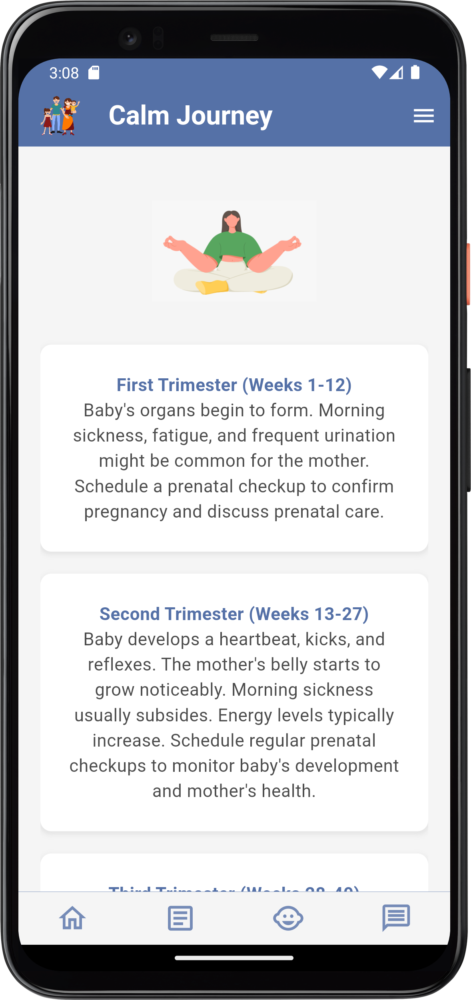 3:08
Calm Journey
First Trimester (Weeks 1-12)
Baby's organs begin to form. Morning
sickness, fatigue, and frequent urination
might be common for the mother.
Schedule a prenatal checkup to confirm
pregnancy and discuss prenatal care.
Second Trimester (Weeks 13-27)
Baby develops a heartbeat, kicks, and
reflexes. The mother's belly starts to
grow noticeably. Morning sickness
usually subsides. Energy levels typically
increase. Schedule regular prenatal
checkups to monitor baby's development
and mother's health.
Third Trimester (Weeks 28-40)